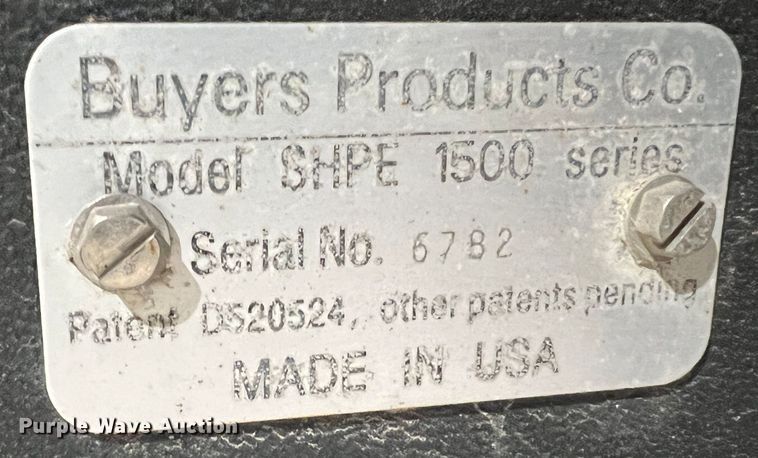 Buyers Products Co.
Model SHPE 1500 series
Serial No. 6782
Patent D520524, other patents pending
MADE IN USA
Purple Wave Auction